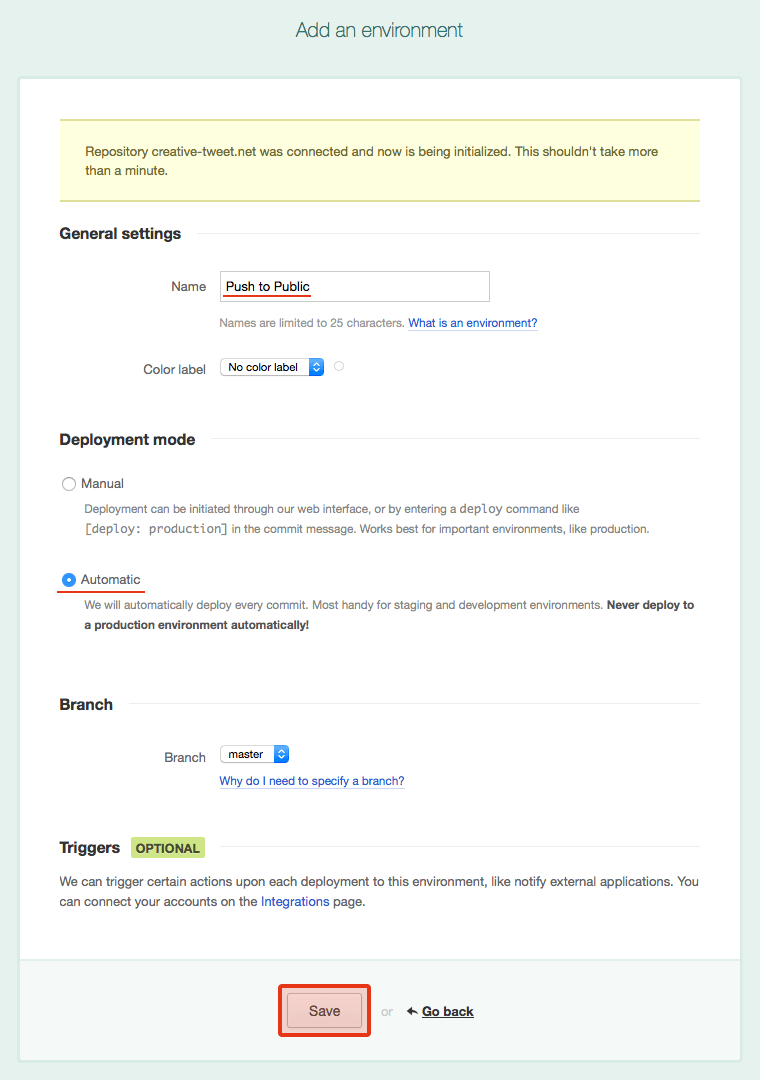 Add an environment
Repository creative-tweet.net was connected and now is being initialized. This shouldn't take more
than a minute.
General settings
Name
Push to Public
Names are limited to 25 characters. What is an environment?
Color label
No color label
Deployment mode
Manual
Deployment can be initiated through our web interface, or by entering a deploy command like
[deploy: production] in the commit message. Works best for important environments, like production.
Automatic
We will automatically deploy every commit. Most handy for staging and development environments. Never deploy to
a production environment automatically!
Branch
Branch
master
Why do I need to specify a branch?
Triggers OPTIONAL
We can trigger certain actions upon each deployment to this environment, like notify external applications. You
can connect your accounts on the Integrations page.
Save or Go back